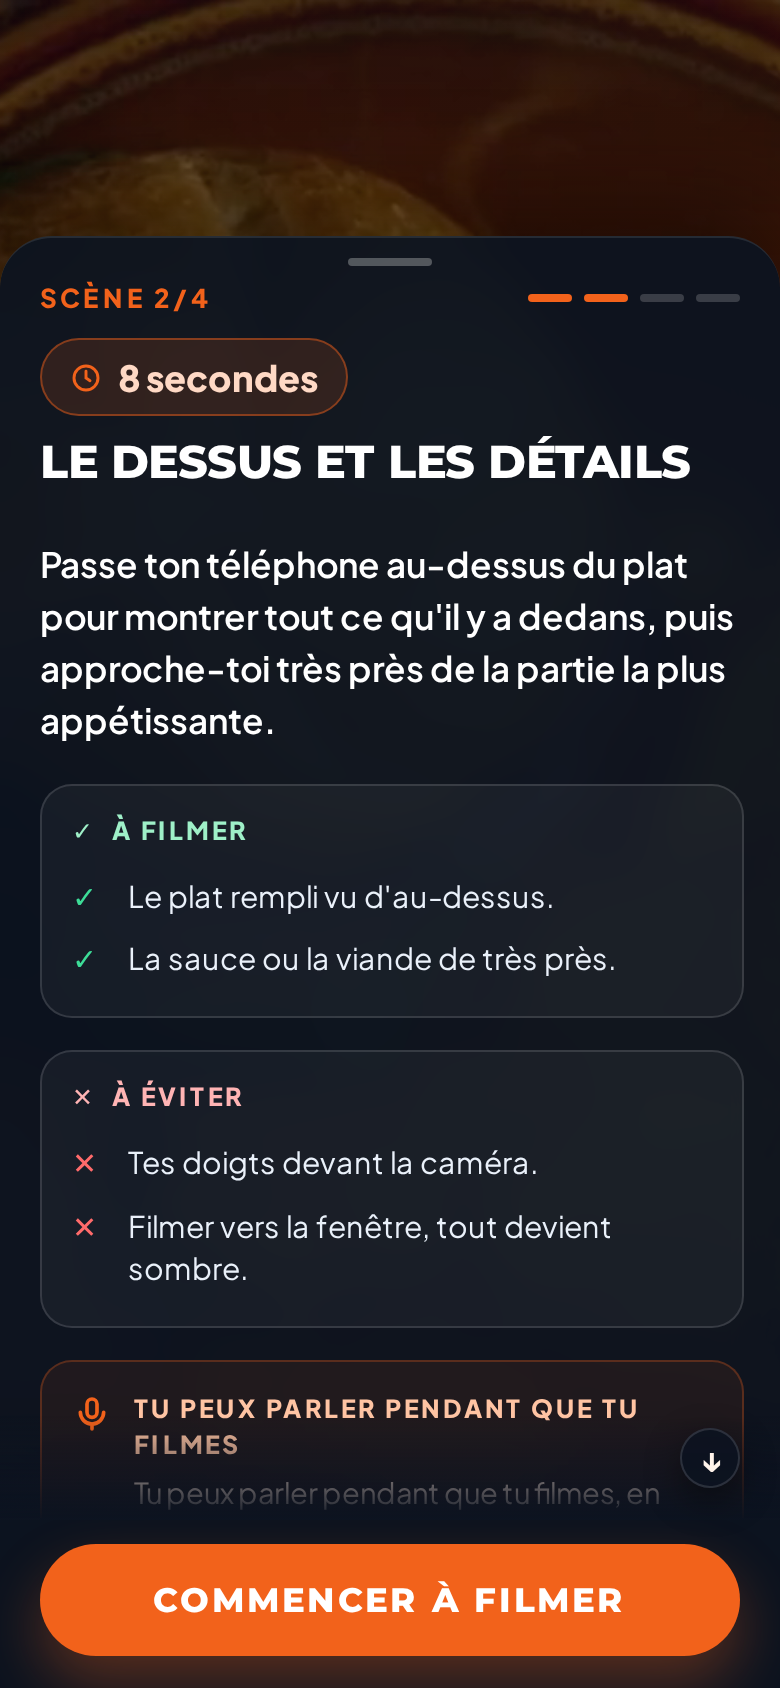 SCÈNE 2/4
8 secondes
LE DESSUS ET LES DÉTAILS
Passe ton téléphone au-dessus du plat
pour montrer tout ce qu'il y a dedans, puis
approche-toi très près de la partie la plus
appétissante.
✓ À FILMER
✓ Le plat rempli vu d'au-dessus.
✓ La sauce ou la viande de très près.
✕ À ÉVITER
✕ Tes doigts devant la caméra.
✕ Filmer vers la fenêtre, tout devient
sombre.
TU PEUX PARLER PENDANT QUE TU
FILMES
Tu peux parler pendant que tu filmes, en
COMMENCER À FILMER